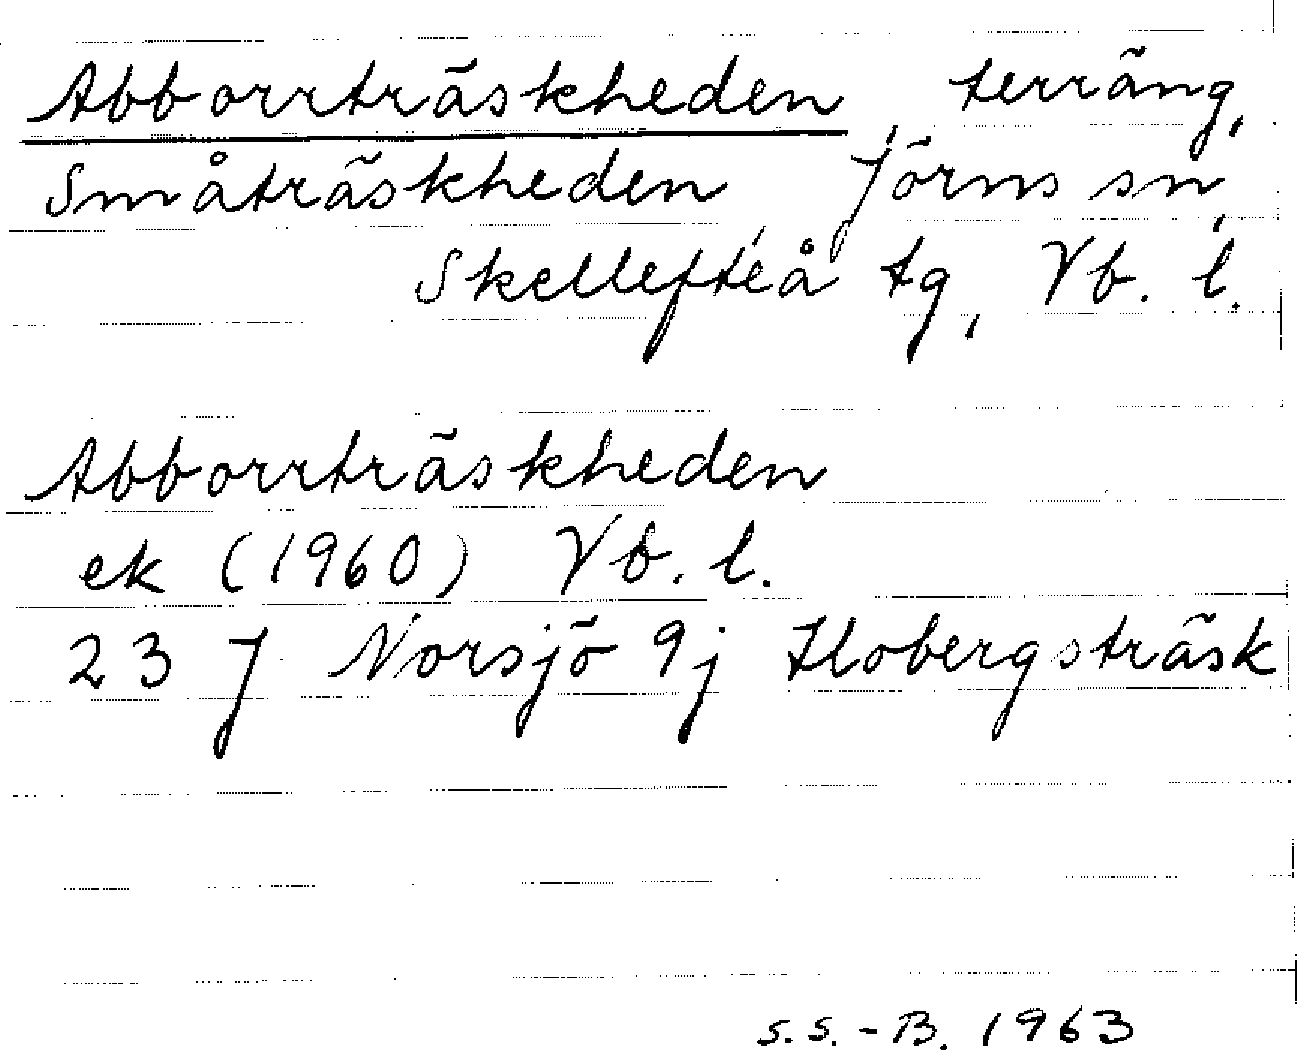 Abborrträskheden, terräng,
Småträskheden, Jörns sn,
Skellefteå tg, Vb. l.
Abborrträskheden
ek (1960) Vb. l.
23 J Norsjö 9j Hobergsträsk
S.S.-B. 1963